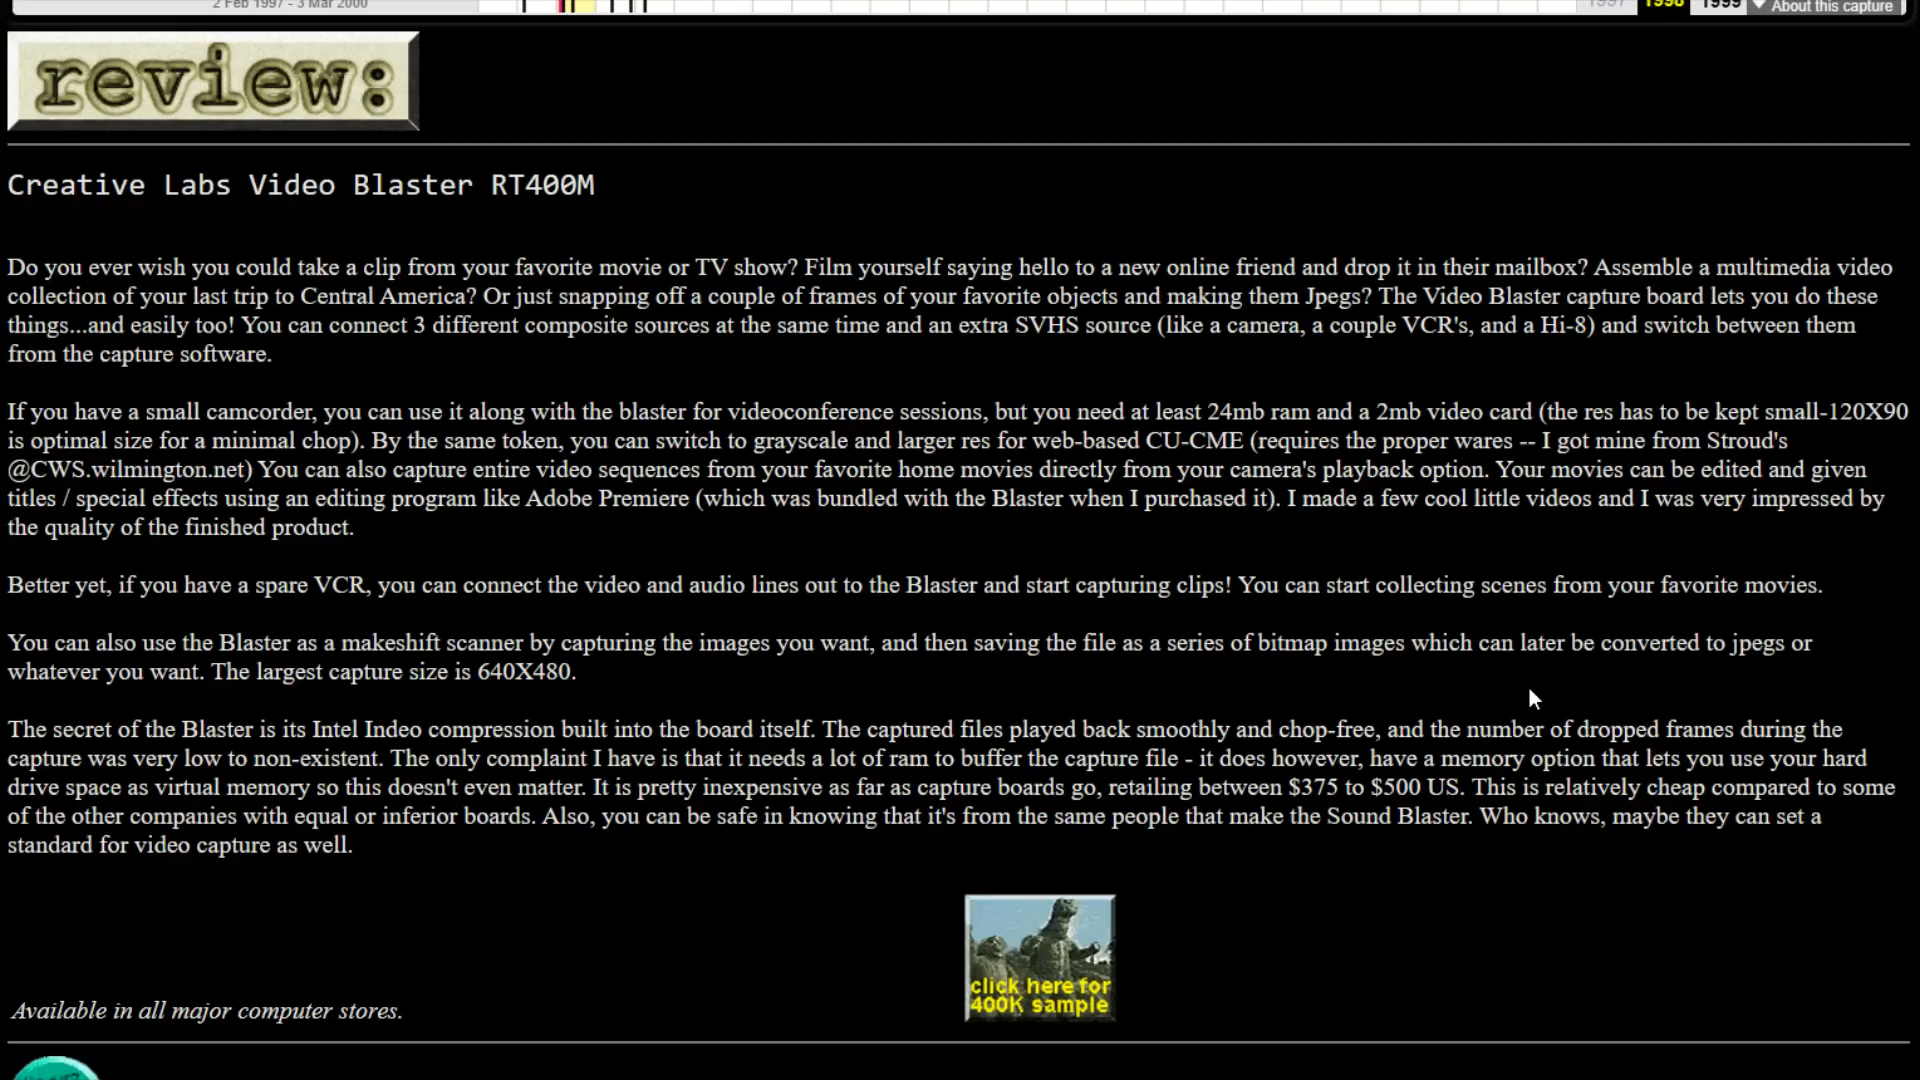 2 Feb 1997 - 3 Mar 2000
1997 1998 1999 ▼ About this capture
review:
Creative Labs Video Blaster RT400M
Do you ever wish you could take a clip from your favorite movie or TV show? Film yourself saying hello to a new online friend and drop it in their mailbox? Assemble a multimedia video
collection of your last trip to Central America? Or just snapping off a couple of frames of your favorite objects and making them Jpegs? The Video Blaster capture board lets you do these
things...and easily too! You can connect 3 different composite sources at the same time and an extra SVHS source (like a camera, a couple VCR's, and a Hi-8) and switch between them
from the capture software.
If you have a small camcorder, you can use it along with the blaster for videoconference sessions, but you need at least 24mb ram and a 2mb video card (the res has to be kept small-120X90
is optimal size for a minimal chop). By the same token, you can switch to grayscale and larger res for web-based CU-CME (requires the proper wares -- I got mine from Stroud's
@CWS.wilmington.net) You can also capture entire video sequences from your favorite home movies directly from your camera's playback option. Your movies can be edited and given
titles / special effects using an editing program like Adobe Premiere (which was bundled with the Blaster when I purchased it). I made a few cool little videos and I was very impressed by
the quality of the finished product.
Better yet, if you have a spare VCR, you can connect the video and audio lines out to the Blaster and start capturing clips! You can start collecting scenes from your favorite movies.
You can also use the Blaster as a makeshift scanner by capturing the images you want, and then saving the file as a series of bitmap images which can later be converted to jpegs or
whatever you want. The largest capture size is 640X480.
The secret of the Blaster is its Intel Indeo compression built into the board itself. The captured files played back smoothly and chop-free, and the number of dropped frames during the
capture was very low to non-existent. The only complaint I have is that it needs a lot of ram to buffer the capture file - it does however, have a memory option that lets you use your hard
drive space as virtual memory so this doesn't even matter. It is pretty inexpensive as far as capture boards go, retailing between $375 to $500 US. This is relatively cheap compared to some
of the other companies with equal or inferior boards. Also, you can be safe in knowing that it's from the same people that make the Sound Blaster. Who knows, maybe they can set a
standard for video capture as well.
click here for
400K sample
Available in all major computer stores.